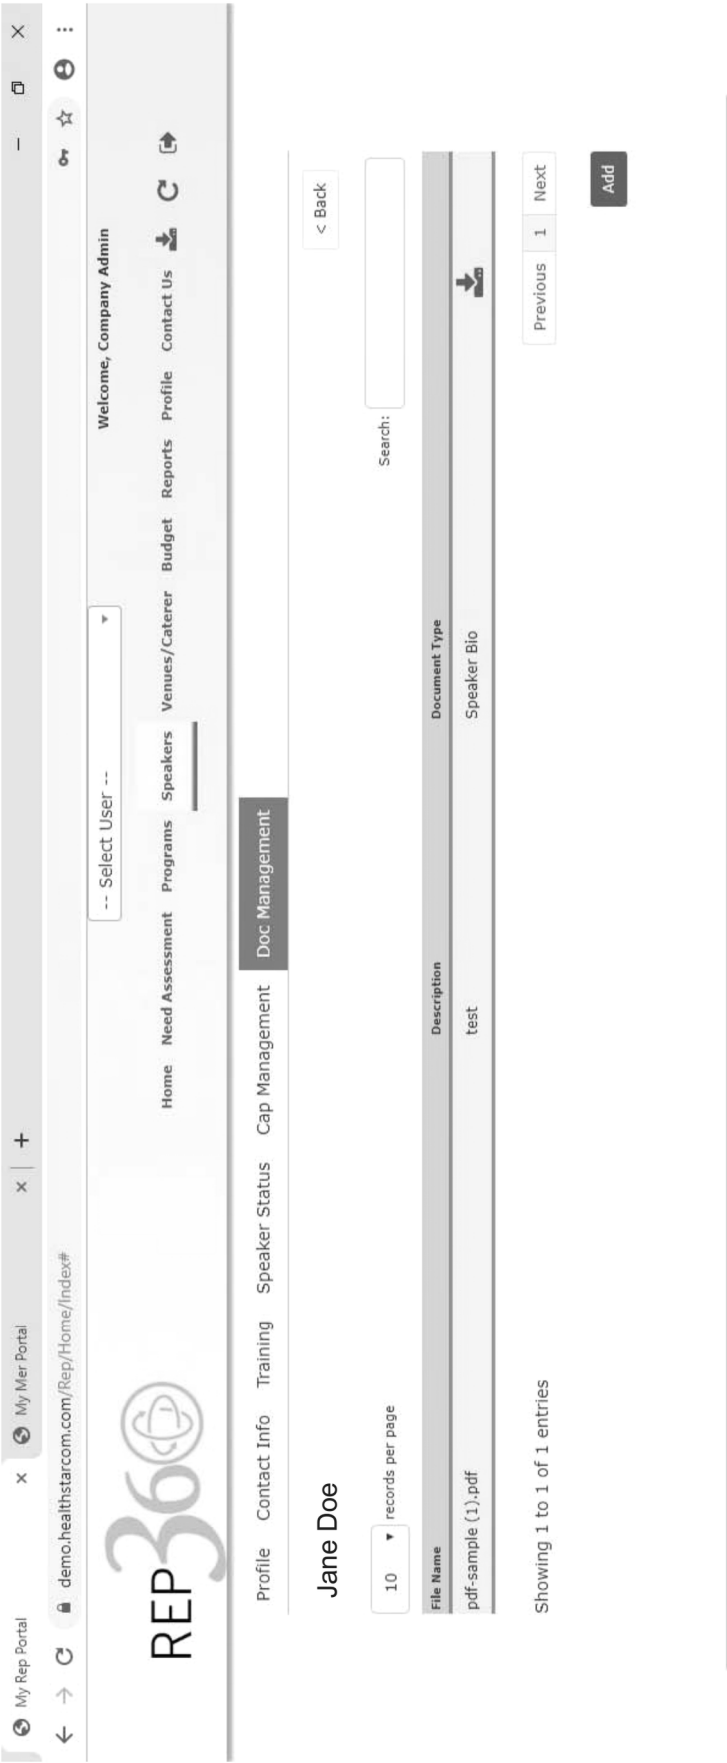 My Rep Portal × My Mer Portal × +
demo.healthstarcom.com/Rep/Home/Index#
-- Select User -- Welcome, Company Admin
REP360
Home Need Assessment Programs Speakers Venues/Caterer Budget Reports Profile Contact Us
Profile Contact Info Training Speaker Status Cap Management Doc Management
Jane Doe
< Back
10 records per page
Search:
File Name Description Document Type
pdf-sample (1).pdf test Speaker Bio
Showing 1 to 1 of 1 entries
Previous 1 Next
Add